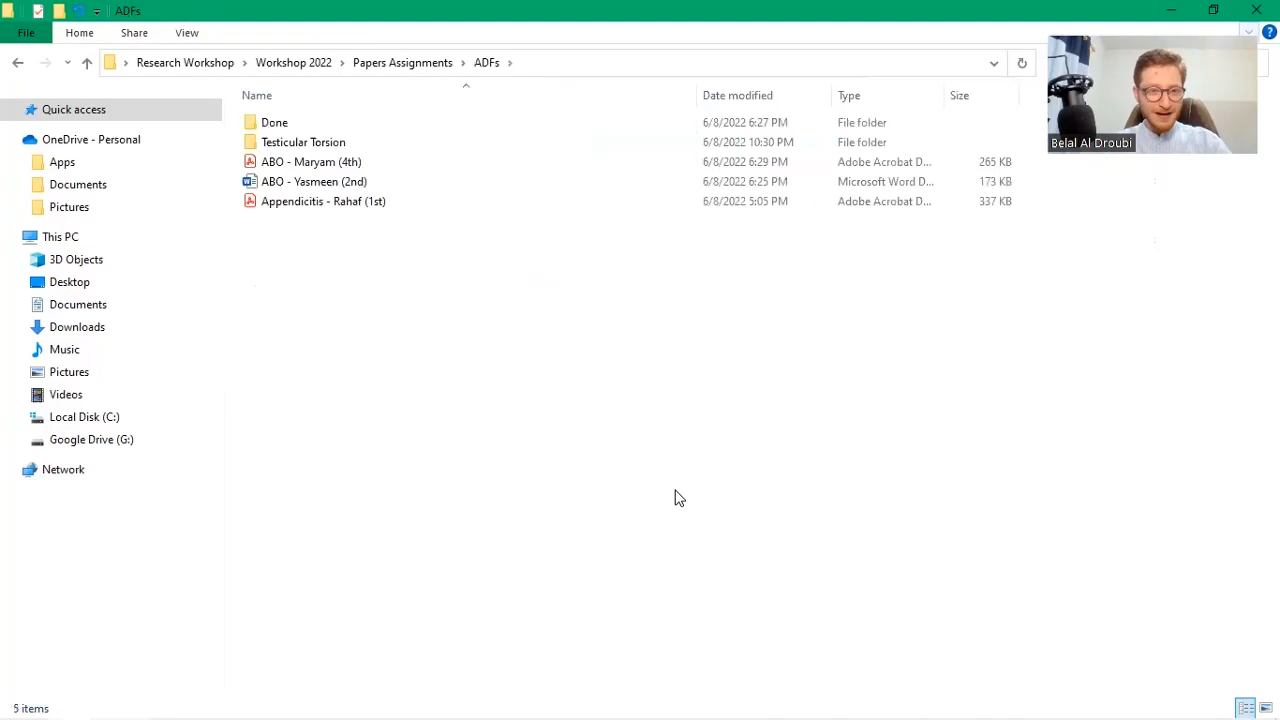 ADFs
File Home Share View
Research Workshop Workshop 2022 Papers Assignments ADFs
Name Date modified Type Size
Quick access
OneDrive - Personal
Apps
Documents
Pictures
This PC
3D Objects
Desktop
Documents
Downloads
Music
Pictures
Videos
Local Disk (C:)
Google Drive (G:)
Network
Done 6/8/2022 6:27 PM File folder
Testicular Torsion 6/8/2022 10:30 PM File folder
ABO - Maryam (4th) 6/8/2022 6:29 PM Adobe Acrobat D... 265 KB
ABO - Yasmeen (2nd) 6/8/2022 6:25 PM Microsoft Word D... 173 KB
Appendicitis - Rahaf (1st) 6/8/2022 5:05 PM Adobe Acrobat D... 337 KB
Belal Al Droubi
5 items